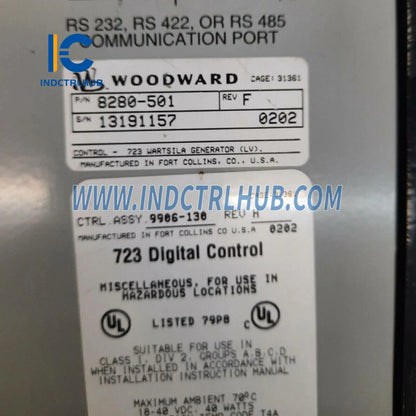 RS 232, RS 422, OR RS 485
COMMUNICATION PORT
IC
INDCTRLHUB
WOODWARD CAGE: 31361
P/N 8280-501 REV F
S/N 13191157 0202
CONTROL - 723 WARTSILA GENERATOR (LV).
MANUFACTURED IN FORT COLLINS, CO., U.S.A.
WWW.INDCTRLHUB.COM
CTRL.ASSY. 9906-130 REV H
MANUFACTURED IN FORT COLLINS CO U.S.A 0202
723 Digital Control
MISCELLANEOUS, FOR USE IN
HAZARDOUS LOCATIONS
UL LISTED 79P8 C UL
SUITABLE FOR USE IN
CLASS I, DIV 2, GROUPS A,B,C,D
WHEN INSTALLED IN ACCORDANCE WITH
INSTALLATION INSTRUCTION MANUAL
MAXIMUM AMBIENT 70°C
18-40 VDC, 40 WATTS
CODE T4A